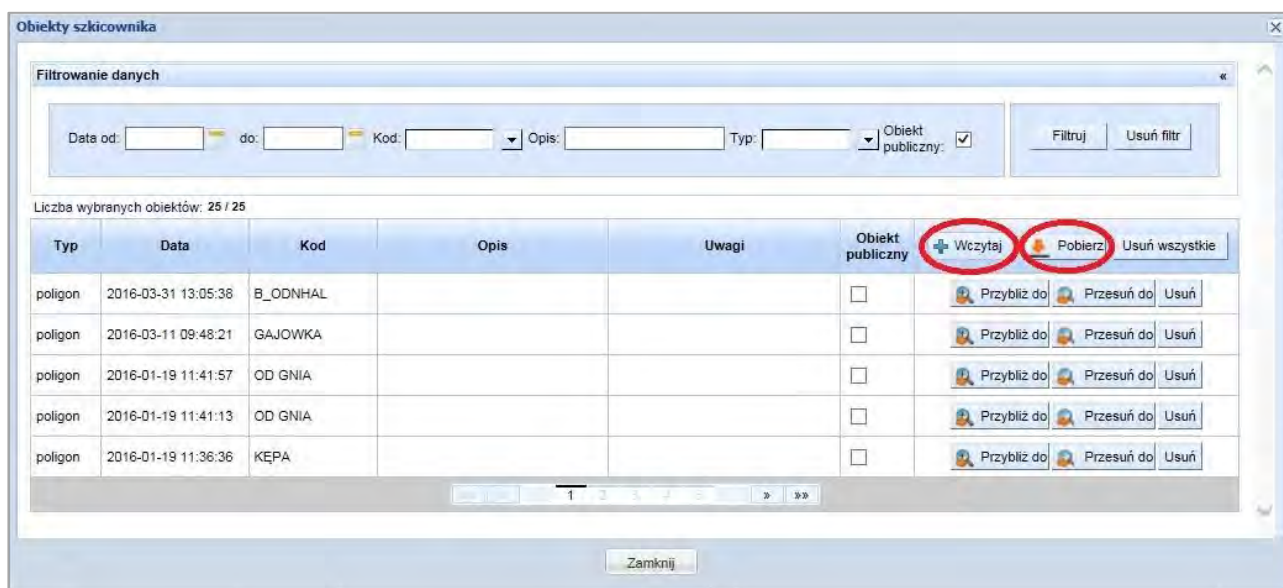 Obiekty szkicownika
Filtrowanie danych «
Data od: do: Kod: Opis: Typ: Obiekt publiczny: Filtruj Usuń filtr
Liczba wybranych obiektów: 25 / 25
Typ Data Kod Opis Uwagi Obiekt publiczny Wczytaj Pobierz Usuń wszystkie
poligon 2016-03-31 13:05:38 B_ODNHAL Przybliż do Przesuń do Usuń
poligon 2016-03-11 09:48:21 GAJOWKA Przybliż do Przesuń do Usuń
poligon 2016-01-19 11:41:57 OD GNIA Przybliż do Przesuń do Usuń
poligon 2016-01-19 11:41:13 OD GNIA Przybliż do Przesuń do Usuń
poligon 2016-01-19 11:36:36 KĘPA Przybliż do Przesuń do Usuń
1 2 3 4 5 » »»
Zamknij